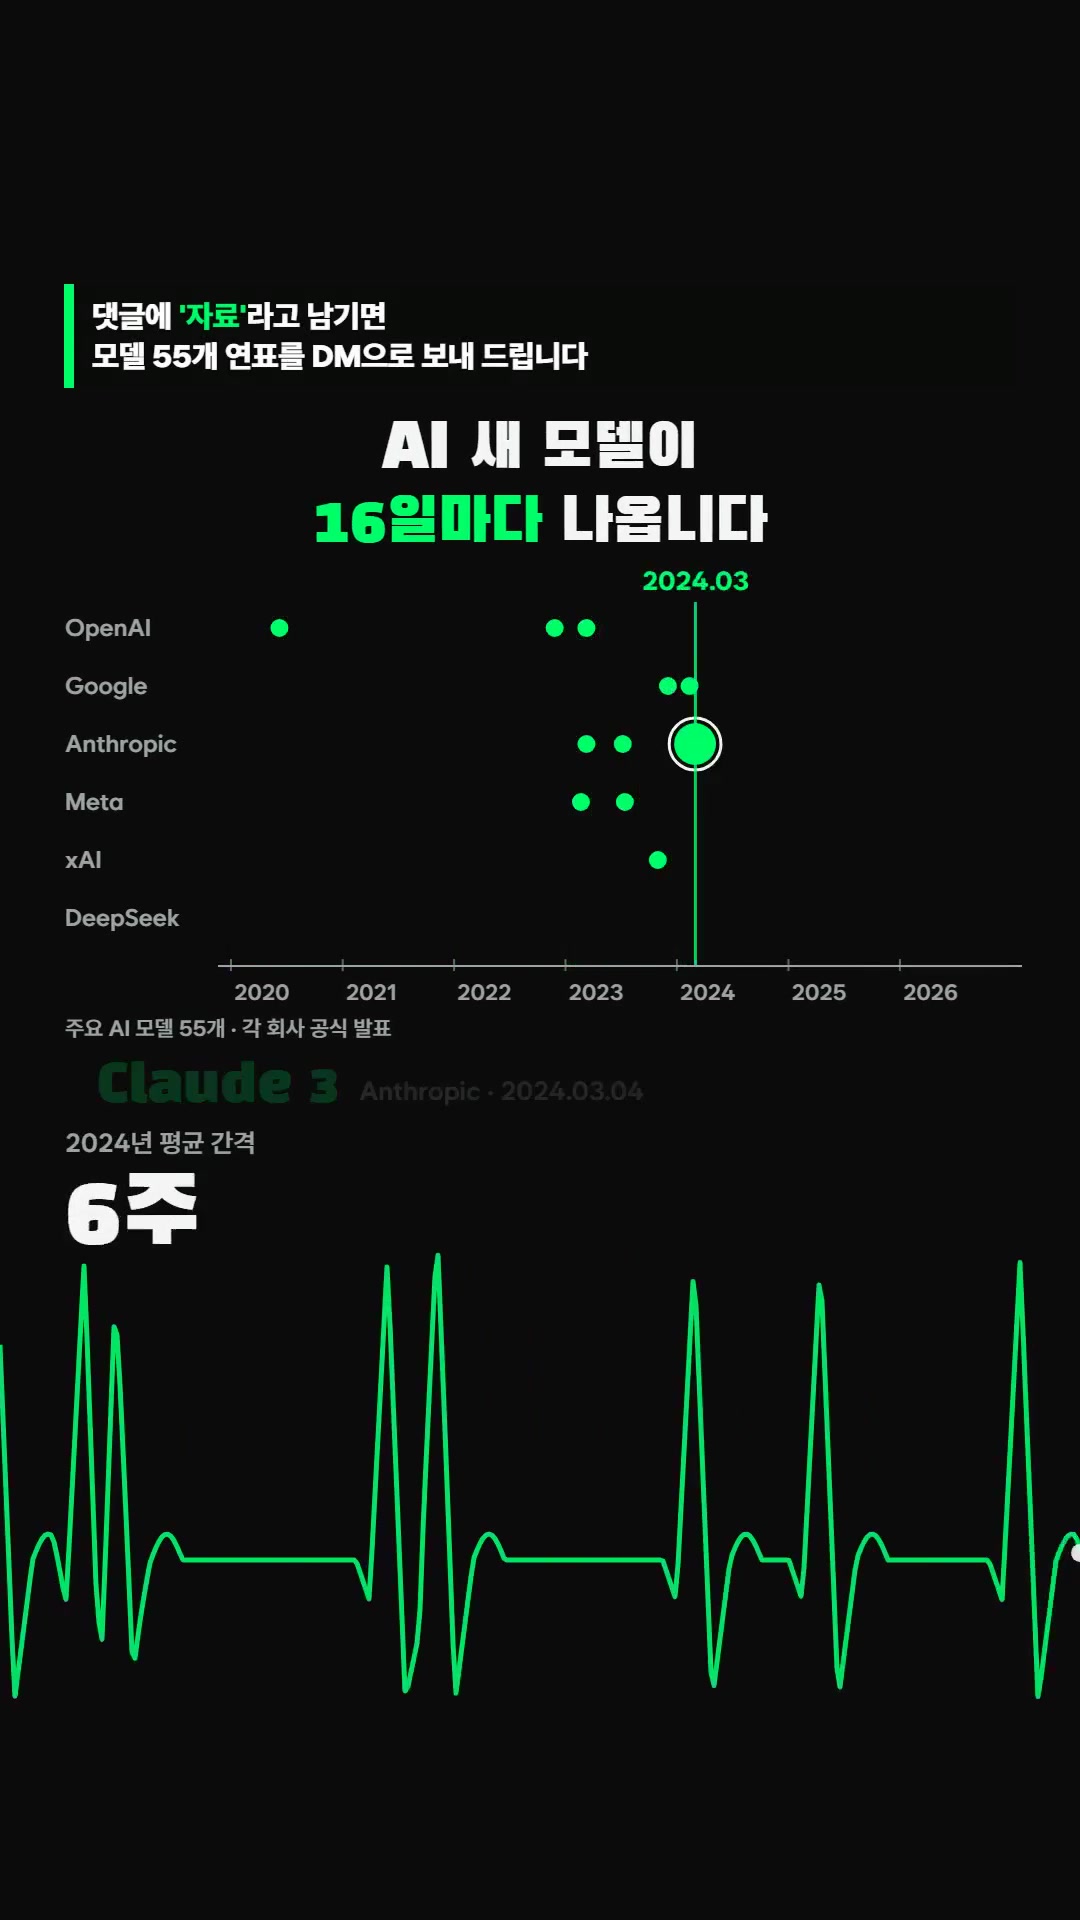 댓글에 '자료'라고 남기면
모델 55개 연표를 DM으로 보내 드립니다
AI 새 모델이
16일마다 나옵니다
2024.03
OpenAI
Google
Anthropic
Meta
xAI
DeepSeek
2020 2021 2022 2023 2024 2025 2026
주요 AI 모델 55개 · 각 회사 공식 발표
Claude 3 Anthropic · 2024.03.04
2024년 평균 간격
6주